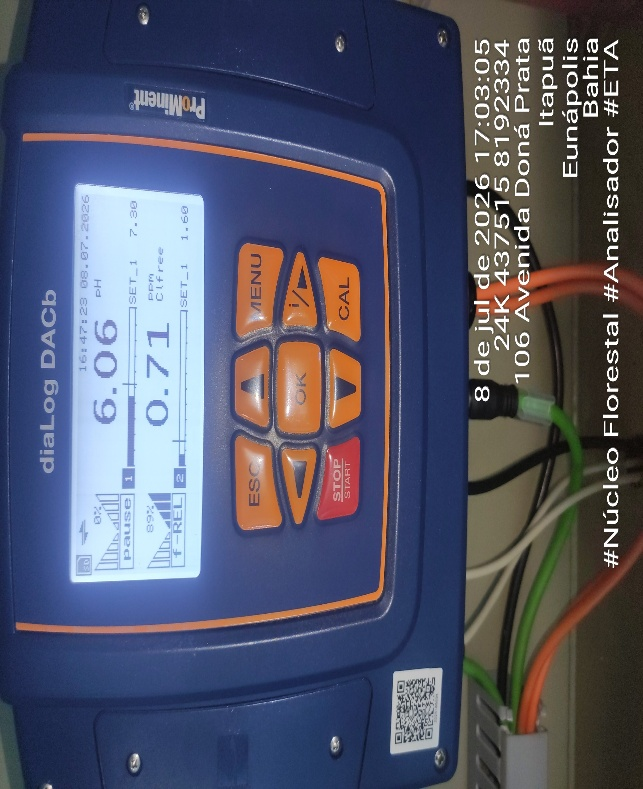 ProMinent®
diaLog DACb
16:47:23 08.07.2026
0% 6.06 pH
Pause 1 SET_1 7.30
89% 0.71 ppm
Clfree
f-REL 2 SET_1 1.60
ESC
MENU
i/
OK
STOP
START
CAL
8 de jul de 2026 17:03:05
24K 437515 8192334
106 Avenida Doná Prata
Itapuã
Eunápolis
Bahia
#Núcleo Florestal #Analisador #ETA